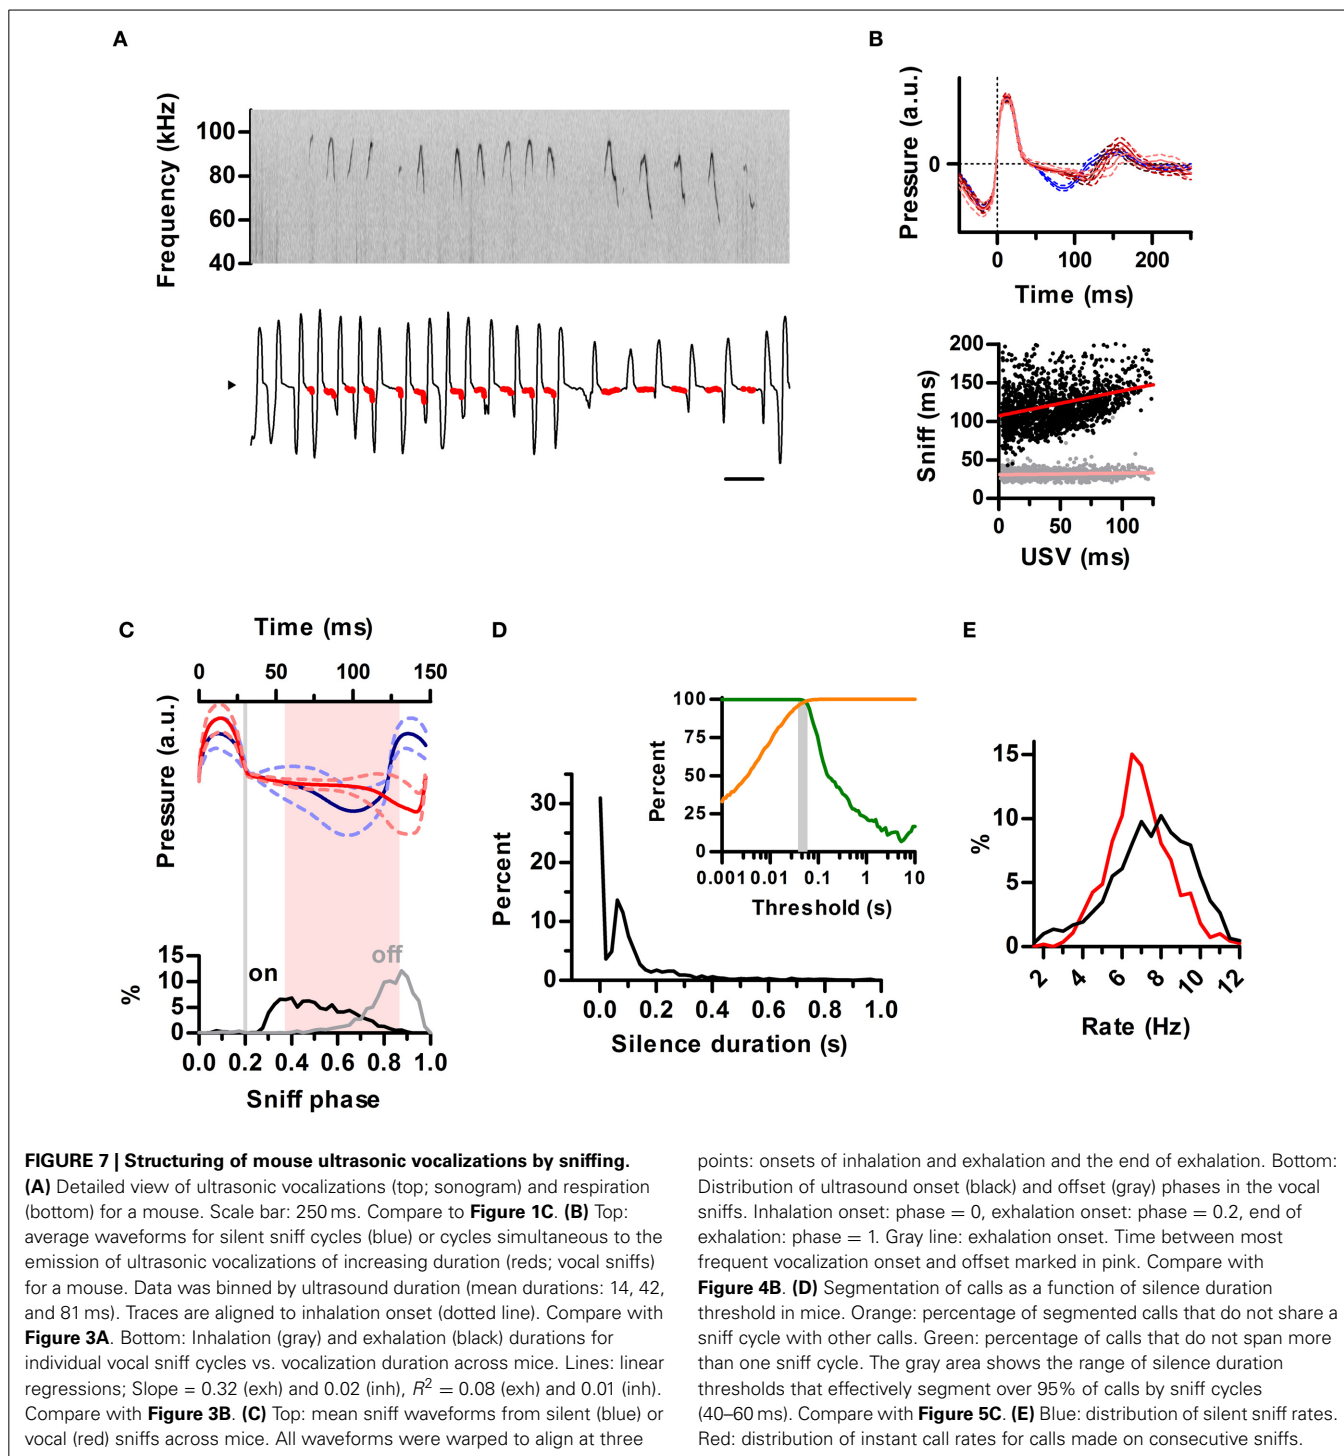 A
Frequency (kHz)
100
80
60
40
B
Pressure (a.u.)
0
0 100 200
Time (ms)
Sniff (ms)
200
150
100
50
0
0 50 100
USV (ms)
C
Time (ms)
0 50 100 150
Pressure (a.u.)
%
15
10
5
0
on
off
0.0 0.2 0.4 0.6 0.8 1.0
Sniff phase
D
Percent
30
20
10
0
0.0 0.2 0.4 0.6 0.8 1.0
Silence duration (s)
Percent
100
75
50
25
0
0.001 0.01 0.1 1 10
Threshold (s)
E
%
15
10
5
0
2 4 6 8 10 12
Rate (Hz)
FIGURE 7 | Structuring of mouse ultrasonic vocalizations by sniffing.
(A) Detailed view of ultrasonic vocalizations (top; sonogram) and respiration
(bottom) for a mouse. Scale bar: 250 ms. Compare to Figure 1C. (B) Top:
average waveforms for silent sniff cycles (blue) or cycles simultaneous to the
emission of ultrasonic vocalizations of increasing duration (reds; vocal sniffs)
for a mouse. Data was binned by ultrasound duration (mean durations: 14, 42,
and 81 ms). Traces are aligned to inhalation onset (dotted line). Compare with
Figure 3A. Bottom: Inhalation (gray) and exhalation (black) durations for
individual vocal sniff cycles vs. vocalization duration across mice. Lines: linear
regressions; Slope = 0.32 (exh) and 0.02 (inh), R² = 0.08 (exh) and 0.01 (inh).
Compare with Figure 3B. (C) Top: mean sniff waveforms from silent (blue) or
vocal (red) sniffs across mice. All waveforms were warped to align at three
points: onsets of inhalation and exhalation and the end of exhalation. Bottom:
Distribution of ultrasound onset (black) and offset (gray) phases in the vocal
sniffs. Inhalation onset: phase = 0, exhalation onset: phase = 0.2, end of
exhalation: phase = 1. Gray line: exhalation onset. Time between most
frequent vocalization onset and offset marked in pink. Compare with
Figure 4B. (D) Segmentation of calls as a function of silence duration
threshold in mice. Orange: percentage of segmented calls that do not share a
sniff cycle with other calls. Green: percentage of calls that do not span more
than one sniff cycle. The gray area shows the range of silence duration
thresholds that effectively segment over 95% of calls by sniff cycles
(40–60 ms). Compare with Figure 5C. (E) Blue: distribution of silent sniff rates.
Red: distribution of instant call rates for calls made on consecutive sniffs.